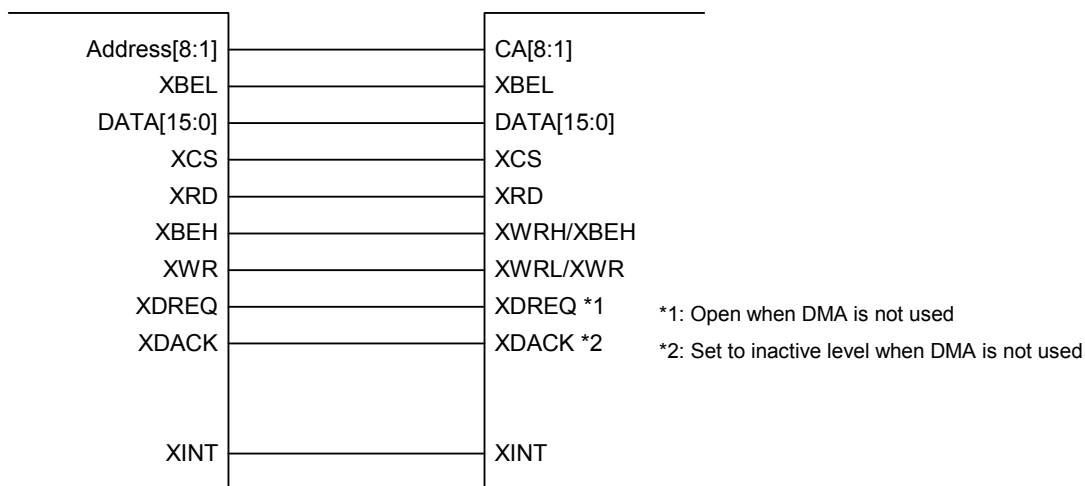 Address[8:1] CA[8:1]
XBEL XBEL
DATA[15:0] DATA[15:0]
XCS XCS
XRD XRD
XBEH XWRH/XBEH
XWR XWRL/XWR
XDREQ XDREQ *1 *1: Open when DMA is not used
XDACK XDACK *2 *2: Set to inactive level when DMA is not used
XINT XINT